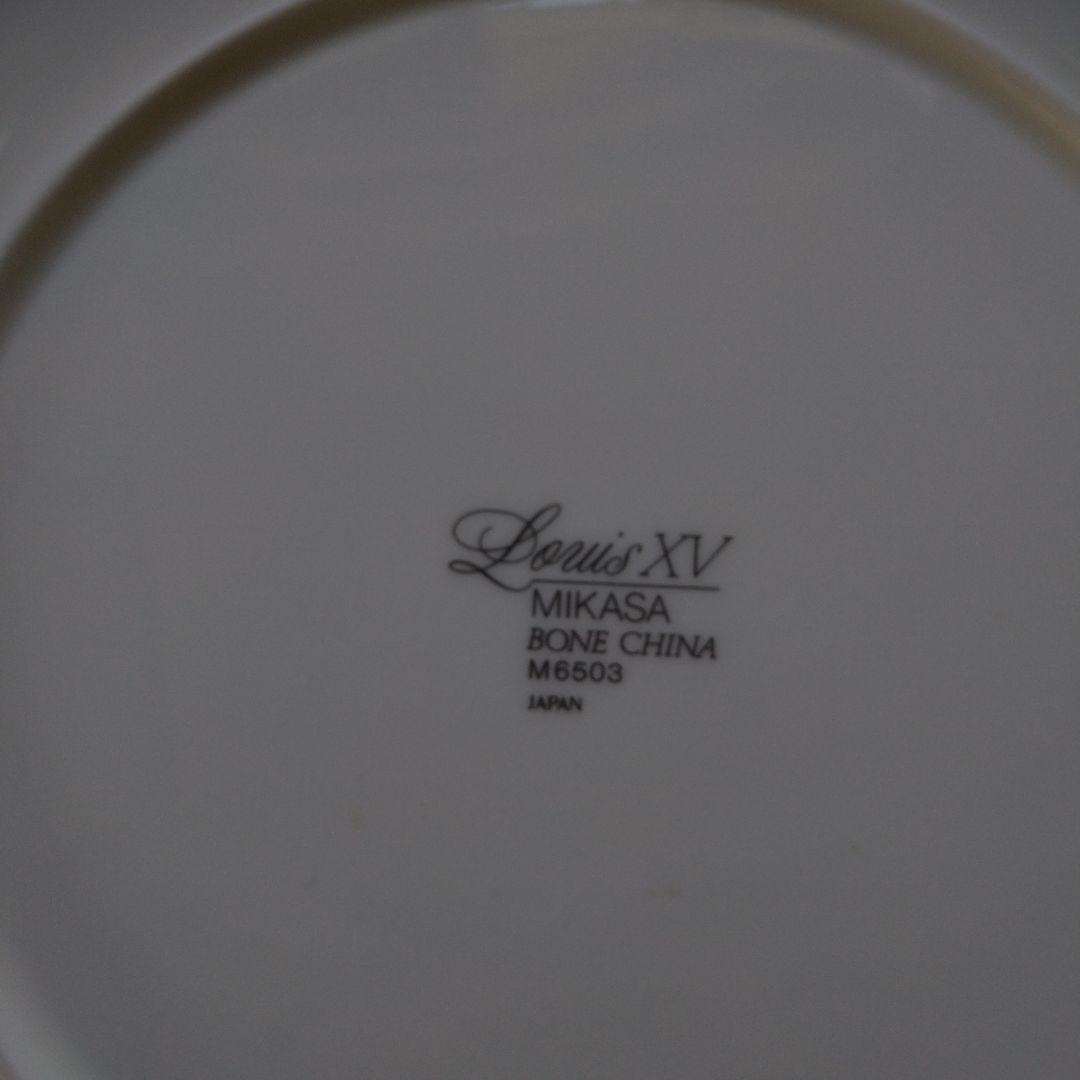 Louis XV
MIKASA
BONE CHINA
M6503
JAPAN